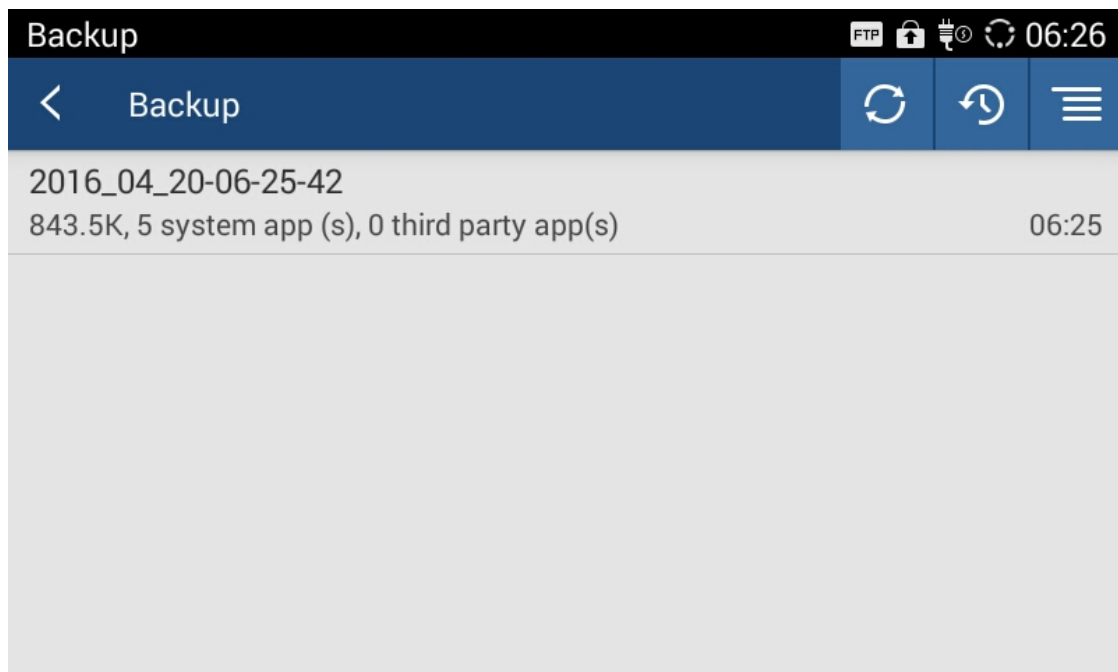 Backup
FTP 06:26
Backup
2016_04_20-06-25-42
843.5K, 5 system app (s), 0 third party app(s)
06:25